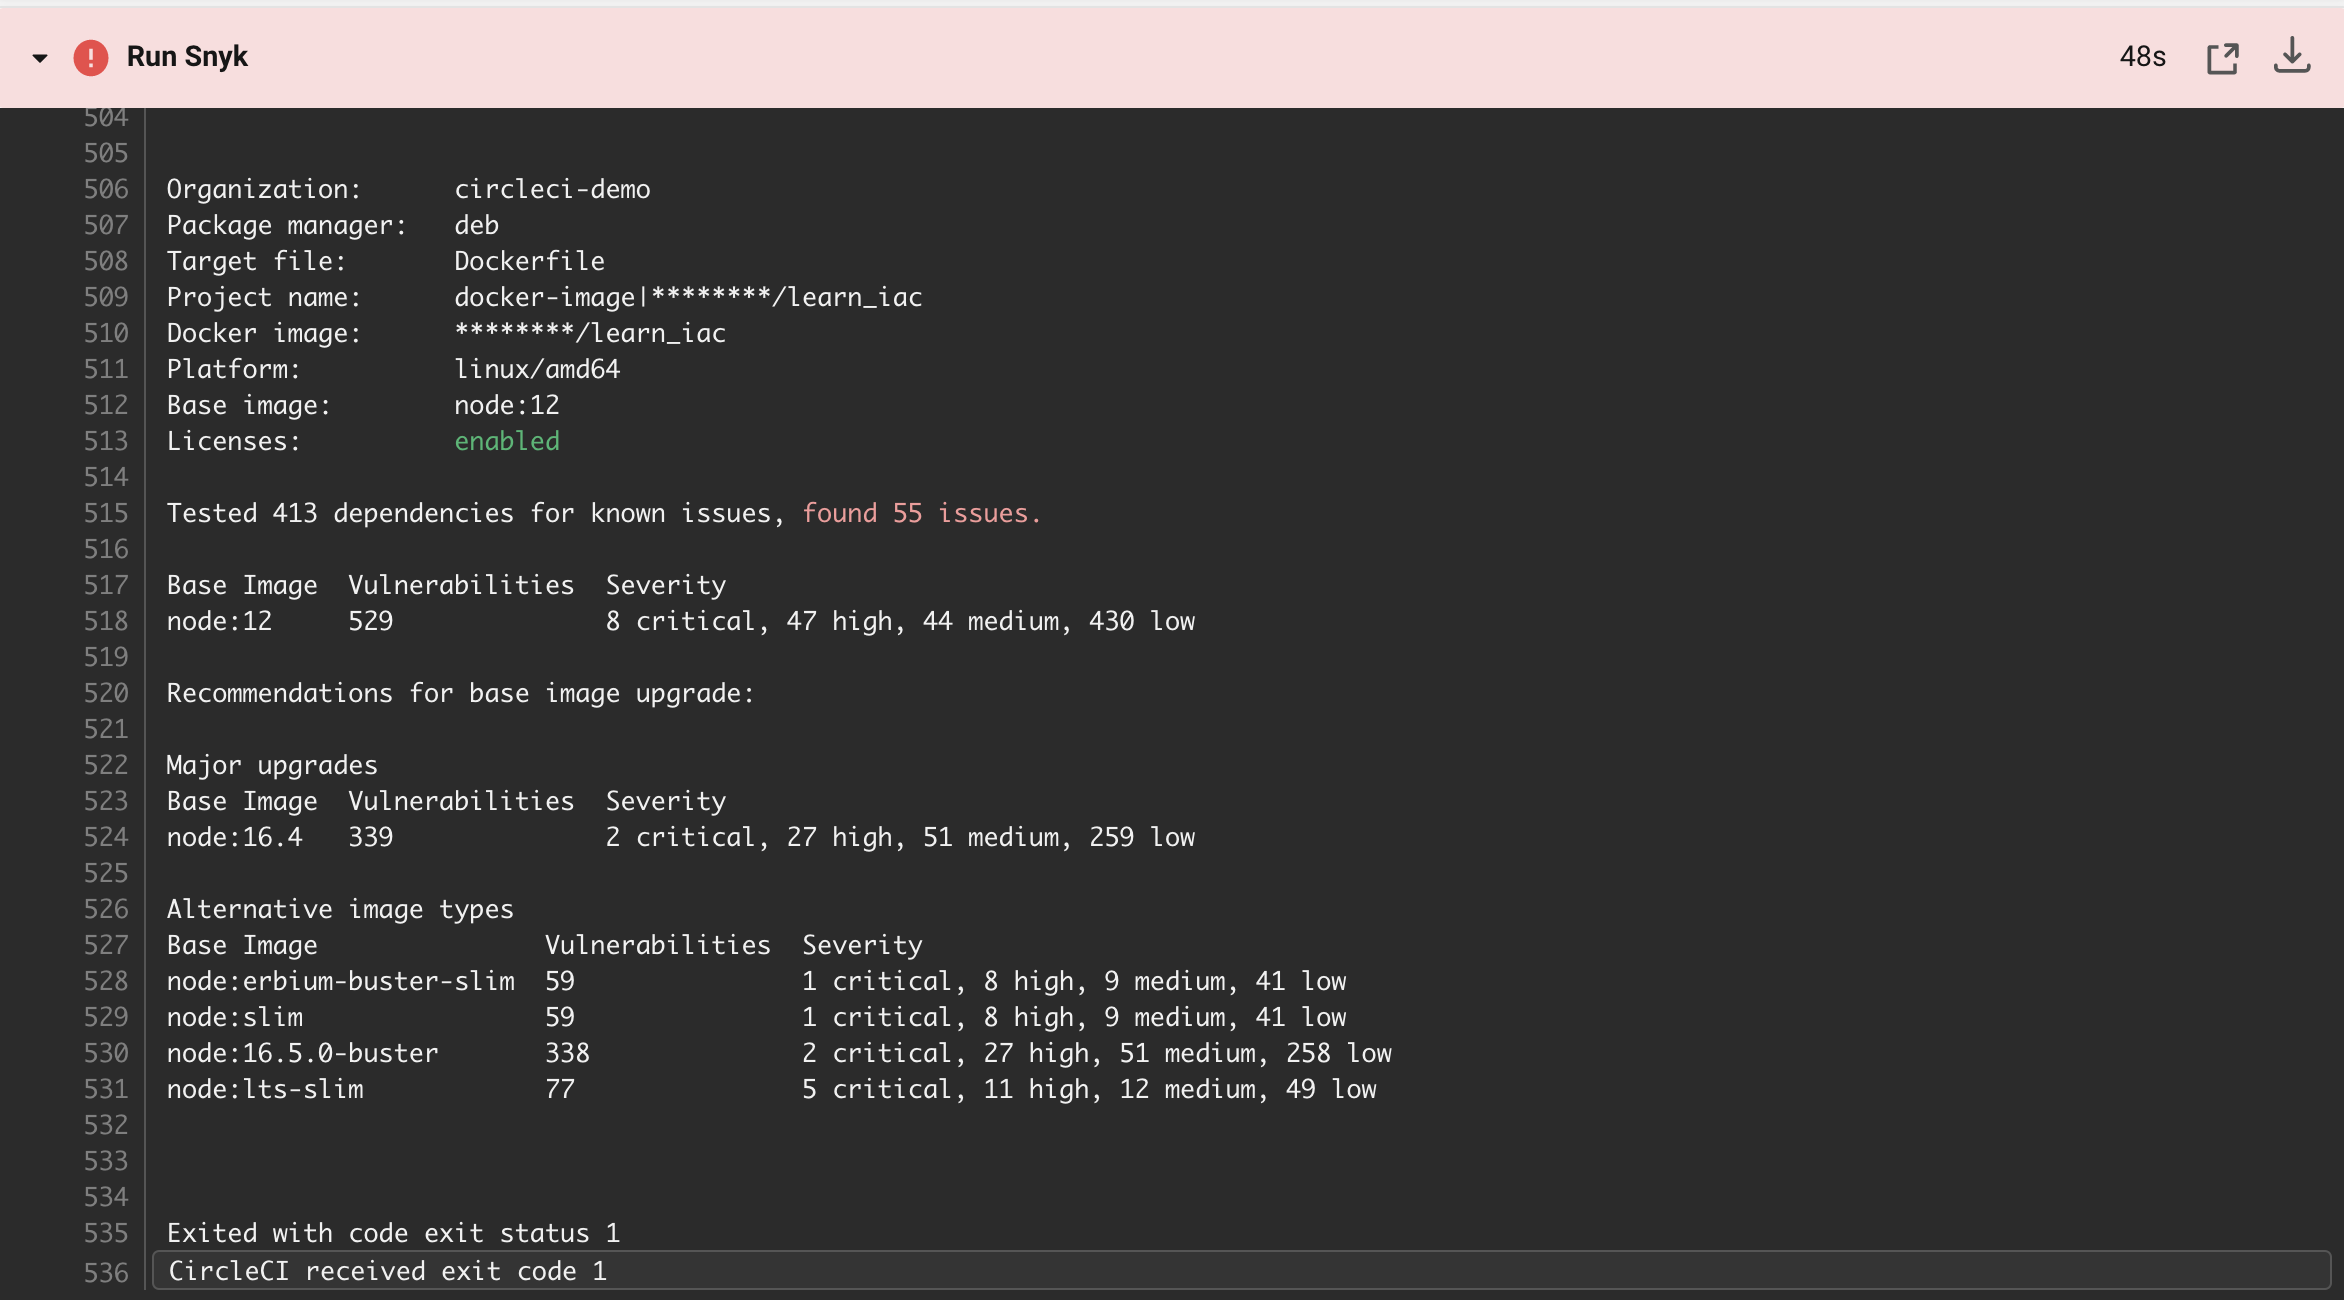 Run Snyk
48s
504
505
506 Organization: circleci-demo
507 Package manager: deb
508 Target file: Dockerfile
509 Project name: docker-image|********/learn_iac
510 Docker image: ********/learn_iac
511 Platform: linux/amd64
512 Base image: node:12
513 Licenses: enabled
514
515 Tested 413 dependencies for known issues, found 55 issues.
516
517 Base Image Vulnerabilities Severity
518 node:12 529 8 critical, 47 high, 44 medium, 430 low
519
520 Recommendations for base image upgrade:
521
522 Major upgrades
523 Base Image Vulnerabilities Severity
524 node:16.4 339 2 critical, 27 high, 51 medium, 259 low
525
526 Alternative image types
527 Base Image Vulnerabilities Severity
528 node:erbium-buster-slim 59 1 critical, 8 high, 9 medium, 41 low
529 node:slim 59 1 critical, 8 high, 9 medium, 41 low
530 node:16.5.0-buster 338 2 critical, 27 high, 51 medium, 258 low
531 node:lts-slim 77 5 critical, 11 high, 12 medium, 49 low
532
533
534
535 Exited with code exit status 1
536 CircleCI received exit code 1